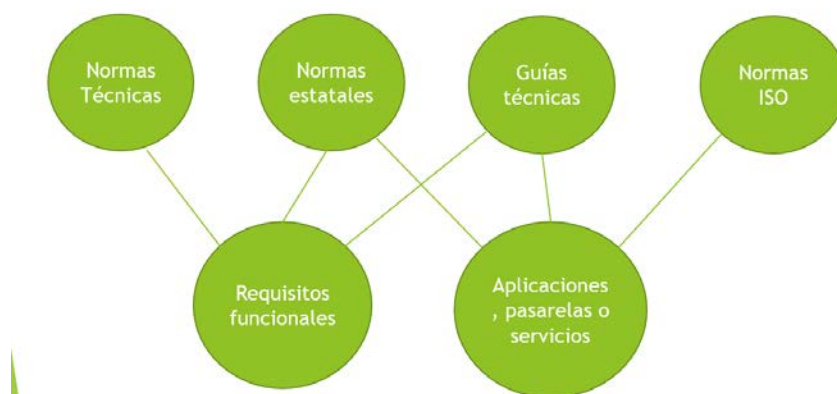 Normas
Técnicas
Normas
estatales
Guías
técnicas
Normas
ISO
Requisitos
funcionales
Aplicaciones
, pasarelas o
servicios